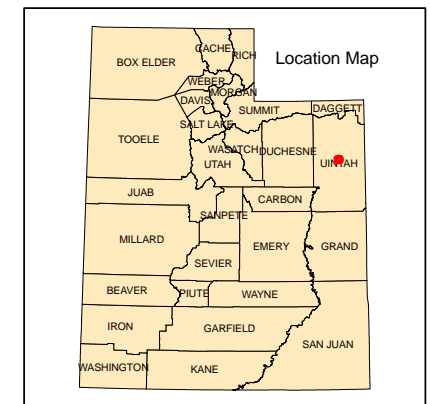 Location Map
CACHE
RICH
BOX ELDER
WEBER
MORGAN
DAVIS
SUMMIT
DAGGETT
SALT LAKE
TOOELE
WASATCH
DUCHESNE
UINTAH
UTAH
JUAB
CARBON
SANPETE
MILLARD
EMERY
GRAND
SEVIER
BEAVER
PIUTE
WAYNE
IRON
GARFIELD
SAN JUAN
WASHINGTON
KANE